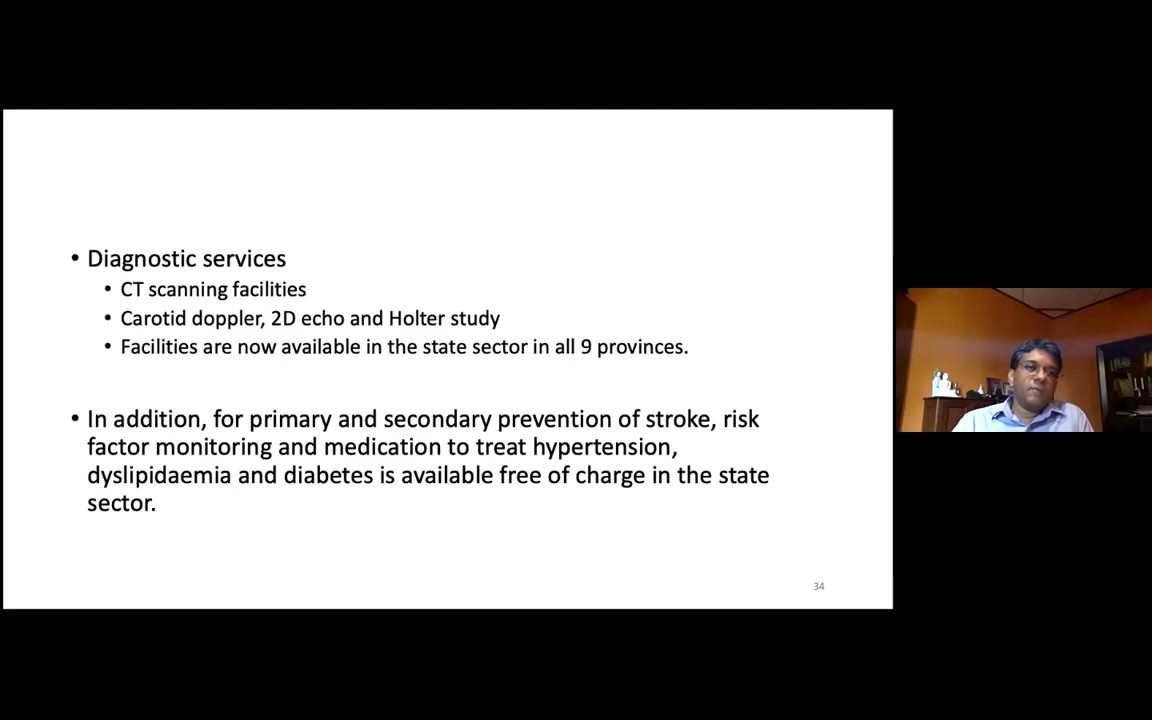 • Diagnostic services
• CT scanning facilities
• Carotid doppler, 2D echo and Holter study
• Facilities are now available in the state sector in all 9 provinces.
• In addition, for primary and secondary prevention of stroke, risk
factor monitoring and medication to treat hypertension,
dyslipidaemia and diabetes is available free of charge in the state
sector.
34